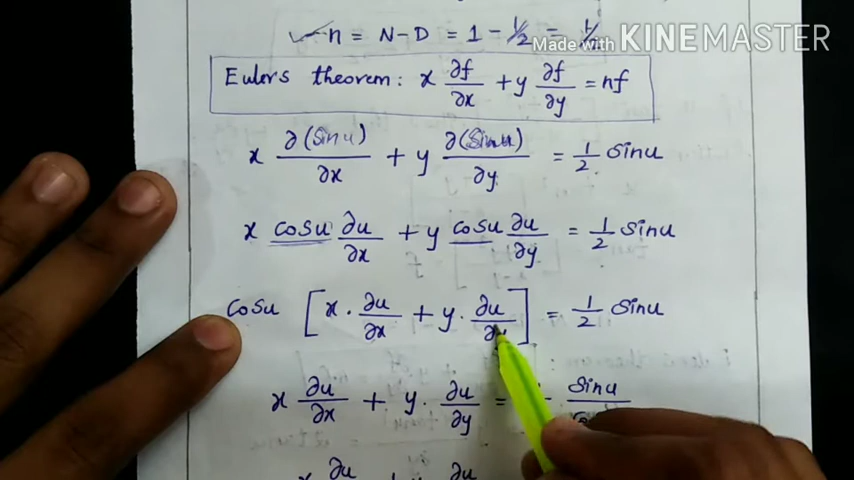 n = N-D = 1 - 1/2 = 1/2
Made with KINEMASTER
Eulers theorem: x ∂f/∂x + y ∂f/∂y = nf
x ∂(sinu)/∂x + y ∂(sinu)/∂y = 1/2 sinu
x cosu ∂u/∂x + y cosu ∂u/∂y = 1/2 sinu
cosu [x · ∂u/∂x + y · ∂u/∂y] = 1/2 sinu
x ∂u/∂x + y · ∂u/∂y = sinu
x ∂u ∂u